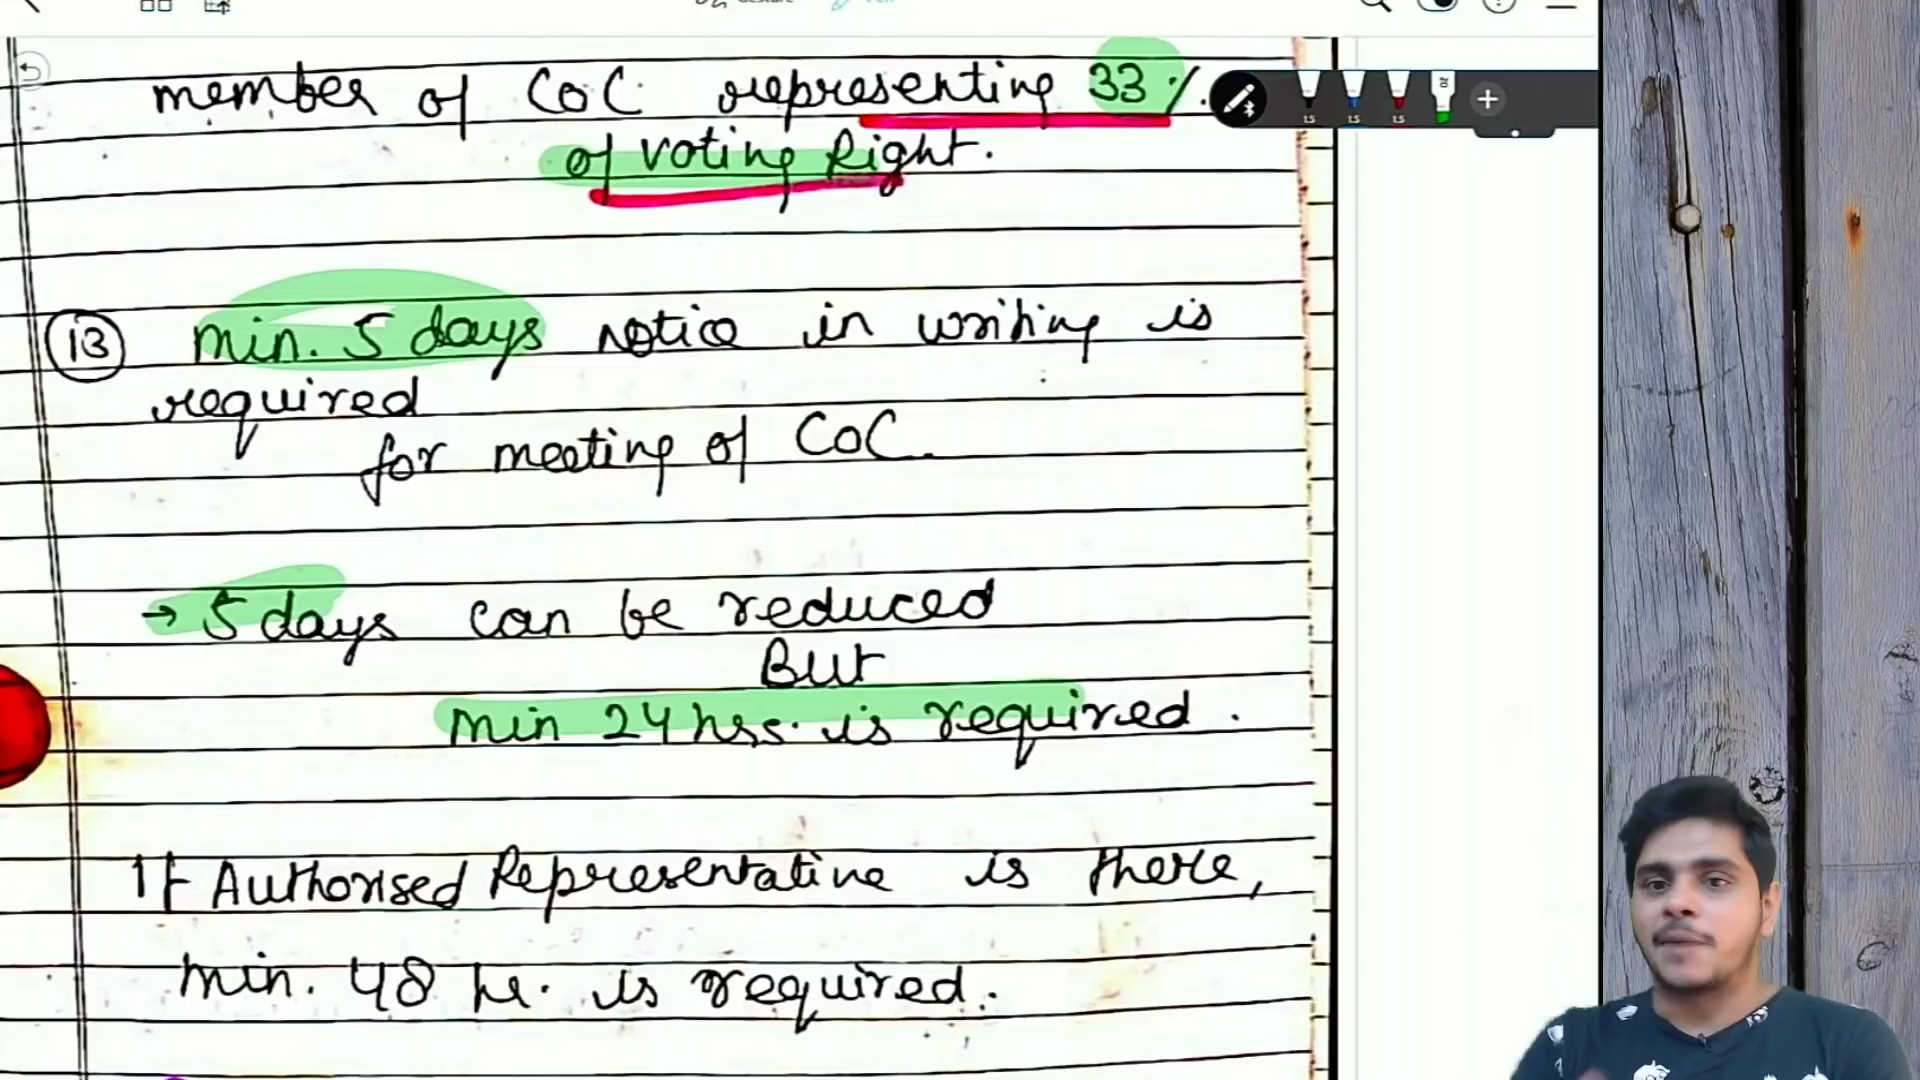 member of CoC representing 33%.
of voting Right.
13 min. 5 days notice in writing is
required
for meeting of CoC.
→ 5 days can be reduced
But
min 24 hrs. is required.
If Authorised Representative is there,
min. 48 hr. is required.